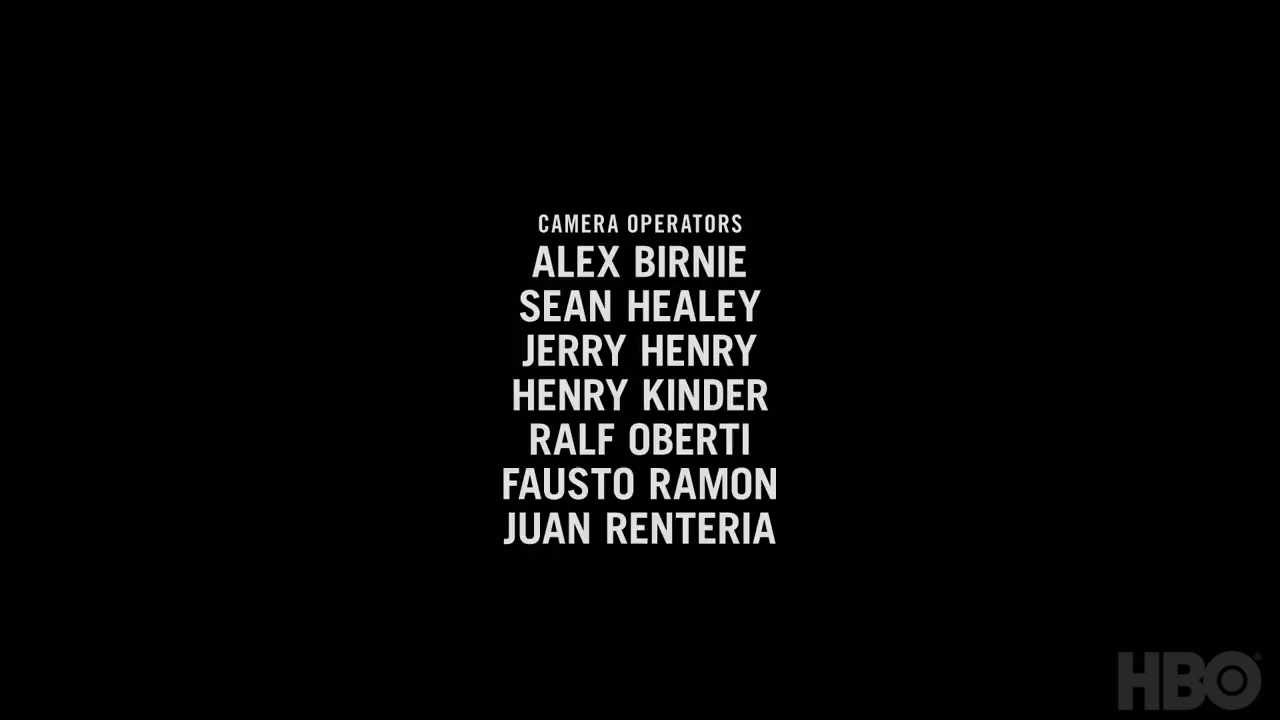 CAMERA OPERATORS
ALEX BIRNIE
SEAN HEALEY
JERRY HENRY
HENRY KINDER
RALF OBERTI
FAUSTO RAMON
JUAN RENTERIA
HBO®